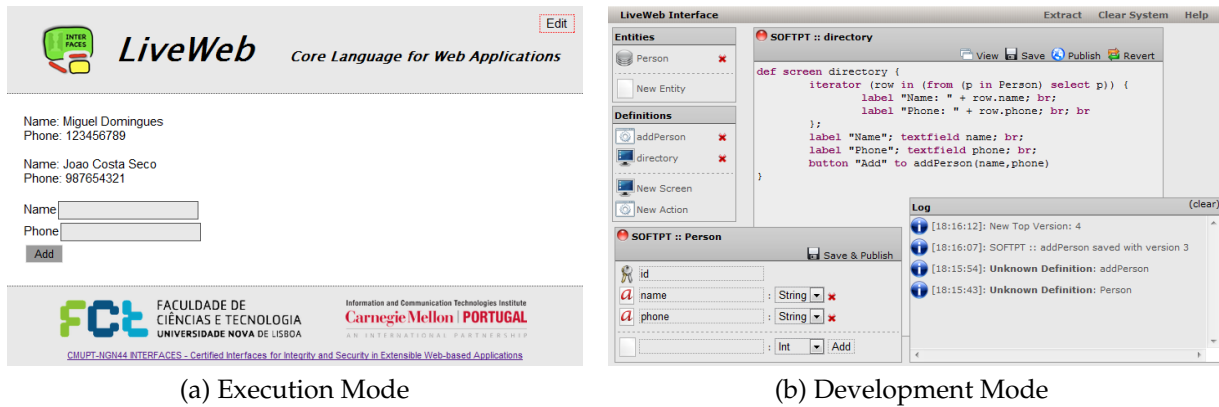 Edit
INTER
FACES
LiveWeb
Core Language for Web Applications
Name: Miguel Domingues
Phone: 123456789
Name: Joao Costa Seco
Phone: 987654321
Name
Phone
Add
FCt
FACULDADE DE
CIÊNCIAS E TECNOLOGIA
UNIVERSIDADE NOVA DE LISBOA
Information and Communication Technologies Institute
Carnegie Mellon | PORTUGAL
AN INTERNATIONAL PARTNERSHIP
CMUPT-NGN44 INTERFACES - Certified Interfaces for Integrity and Security in Extensible Web-based Applications
(a) Execution Mode
LiveWeb Interface
Extract Clear System Help
Entities
Person
New Entity
Definitions
addPerson
directory
New Screen
New Action
SOFTPT :: directory
View Save Publish Revert
def screen directory {
iterator (row in (from (p in Person) select p)) {
label "Name: " + row.name; br;
label "Phone: " + row.phone; br; br
};
label "Name"; textfield name; br;
label "Phone"; textfield phone; br;
button "Add" to addPerson(name,phone)
}
SOFTPT :: Person
Save & Publish
id
a name : String
a phone : String
: Int Add
Log (clear)
[18:16:12]: New Top Version: 4
[18:16:07]: SOFTPT :: addPerson saved with version 3
[18:15:54]: Unknown Definition: addPerson
[18:15:43]: Unknown Definition: Person
(b) Development Mode